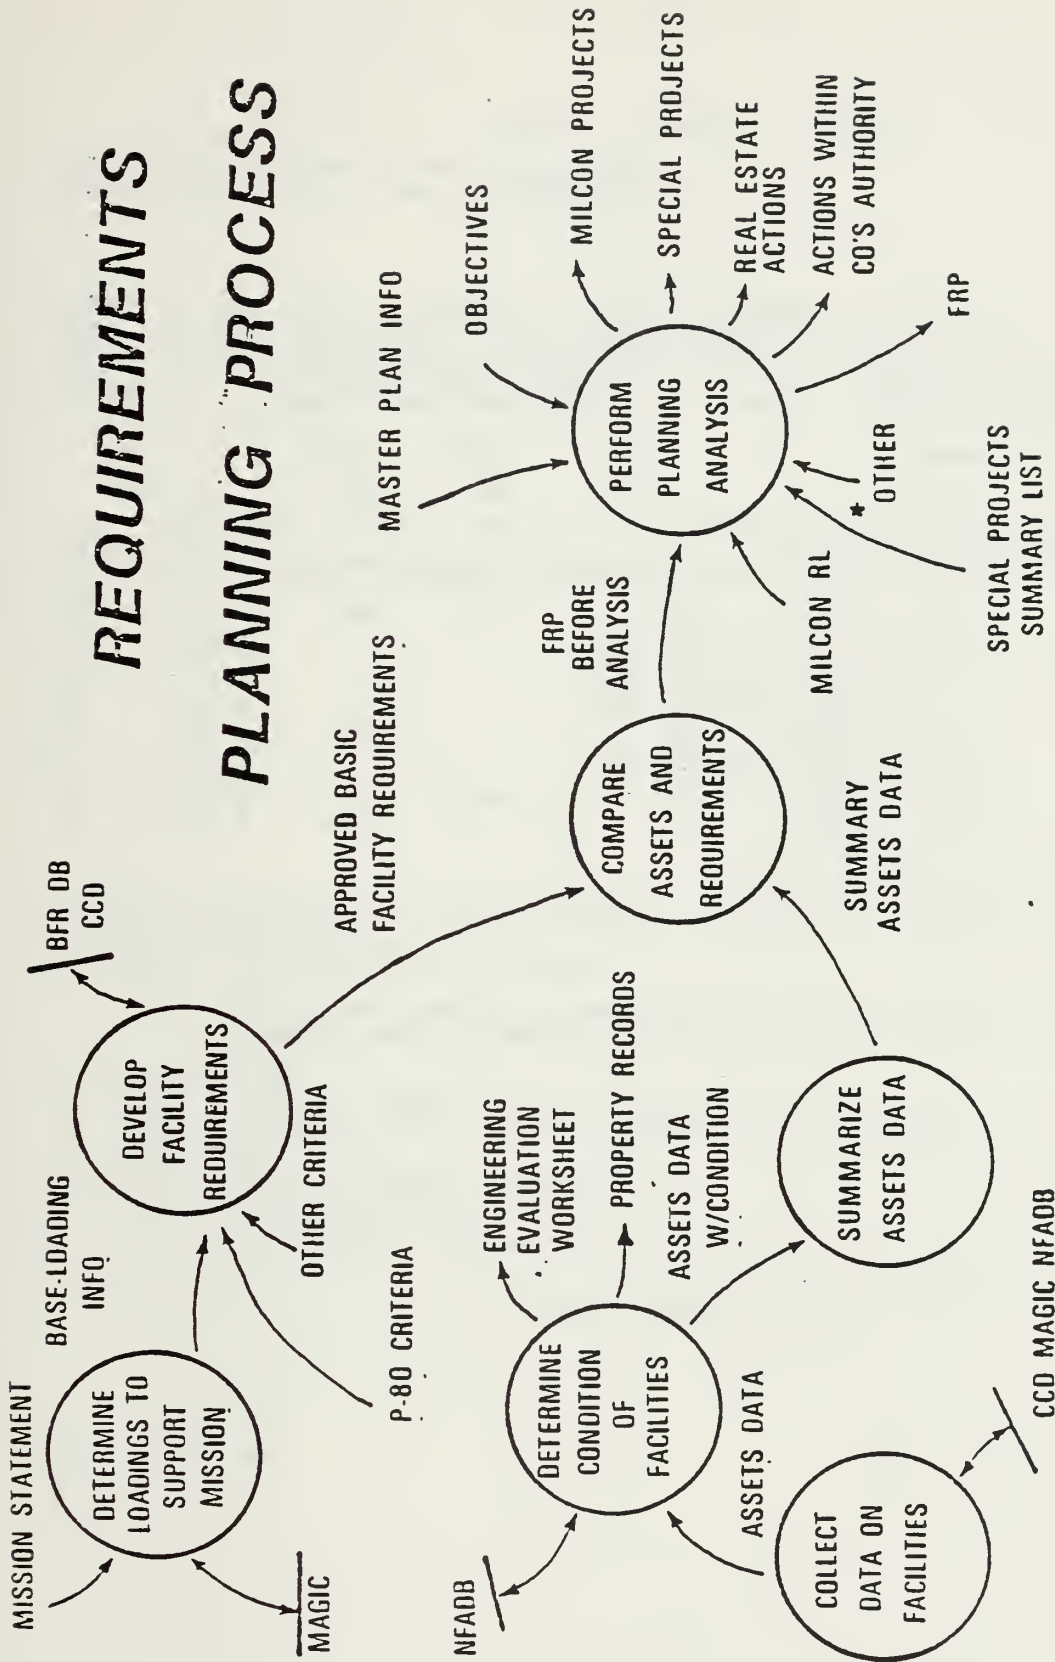 REQUIREMENTS
PLANNING PROCESS
MISSION STATEMENT
DETERMINE
LOADINGS TO
SUPPORT
MISSION
MAGIC
BASE-LOADING
INFO
P-80 CRITERIA
OTHER CRITERIA
DEVELOP
FACILITY
REQUIREMENTS
BFR DB
CCD
APPROVED BASIC
FACILITY REQUIREMENTS
NFADB
DETERMINE
CONDITION
OF
FACILITIES
ENGINEERING
EVALUATION
WORKSHEET
PROPERTY RECORDS
ASSETS DATA
W/CONDITION
COLLECT
DATA ON
FACILITIES
ASSETS DATA
CCD MAGIC NFADB
SUMMARIZE
ASSETS DATA
SUMMARY
ASSETS DATA
COMPARE
ASSETS AND
REQUIREMENTS
FRP
BEFORE
ANALYSIS
MASTER PLAN INFO
OBJECTIVES
PERFORM
PLANNING
ANALYSIS
MILCON RL
* OTHER
SPECIAL PROJECTS
SUMMARY LIST
MILCON PROJECTS
SPECIAL PROJECTS
REAL ESTATE
ACTIONS
ACTIONS WITHIN
CO'S AUTHORITY
FRP